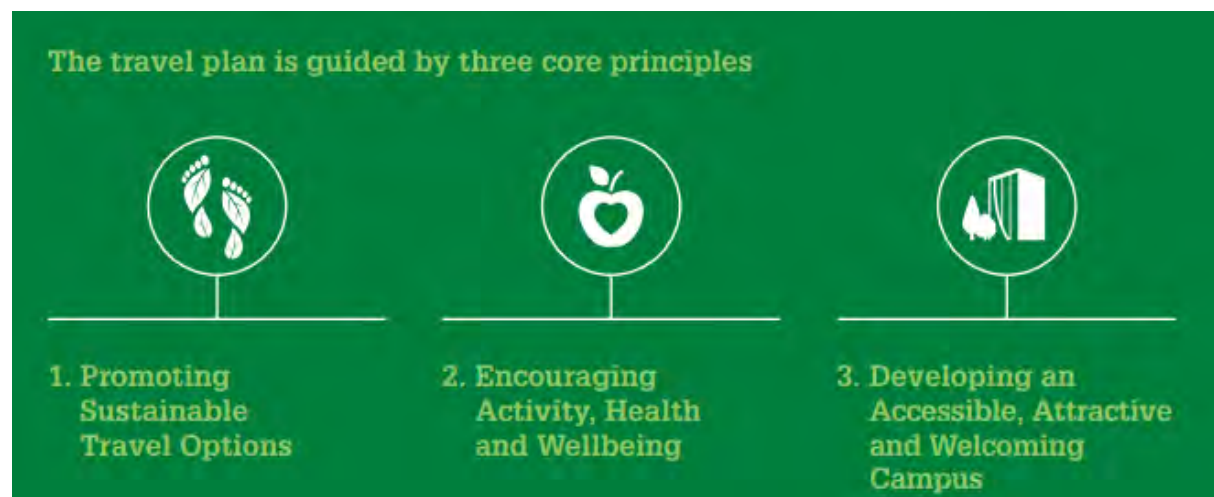 The travel plan is guided by three core principles
1. Promoting
Sustainable
Travel Options
2. Encouraging
Activity, Health
and Wellbeing
3. Developing an
Accessible, Attractive
and Welcoming
Campus